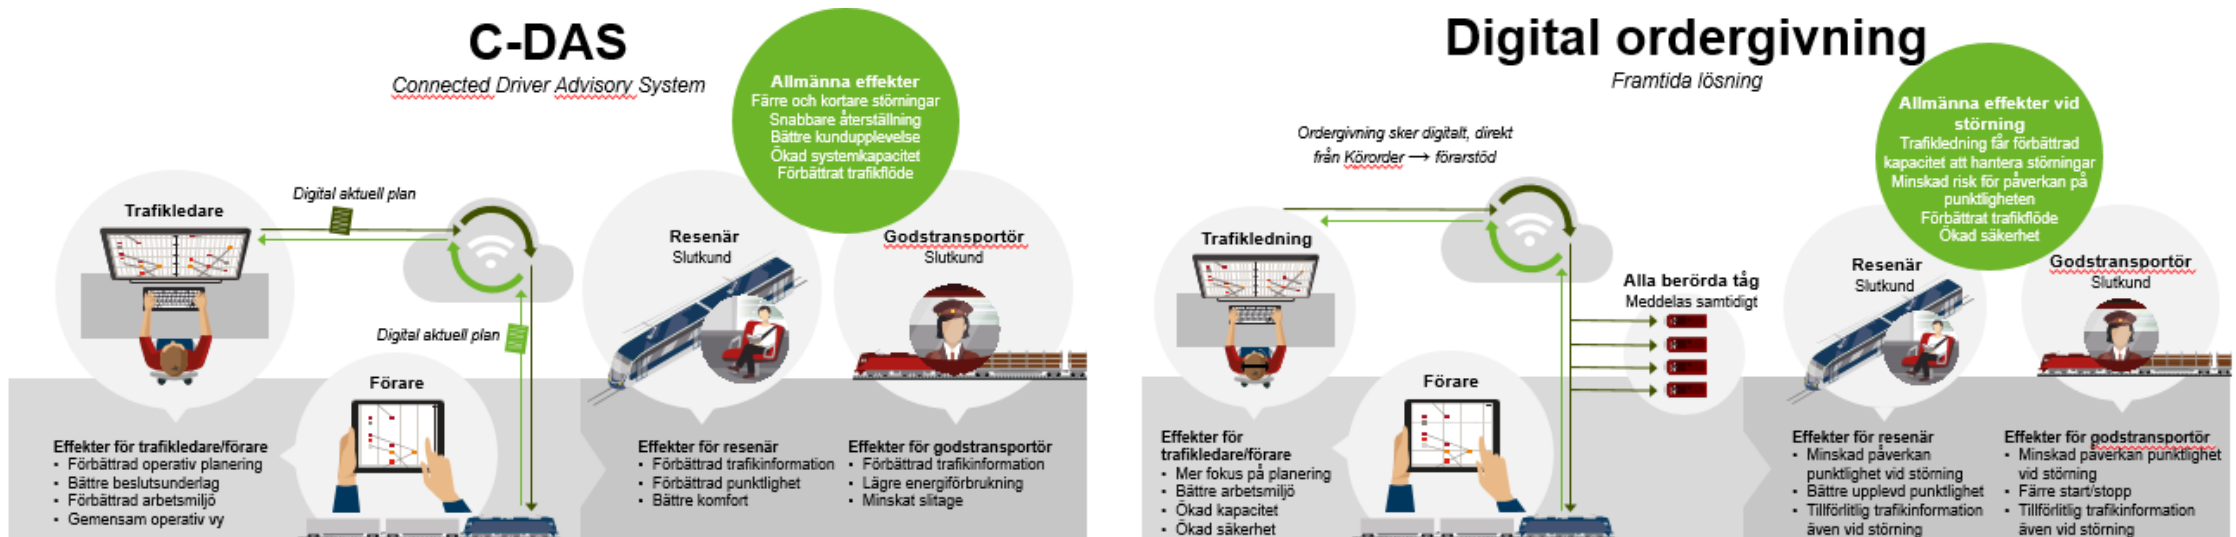 C-DAS
Connected Driver Advisory System
Allmänna effekter
Färre och kortare störningar
Snabbare återställning
Bättre kundupplevelse
Ökad systemkapacitet
Förbättrat trafikflöde
Digital aktuell plan
Trafikledare
Resenär
Slutkund
Godstransportör
Slutkund
Digital aktuell plan
Förare
Effekter för trafikledare/förare
▪ Förbättrad operativ planering
▪ Bättre beslutsunderlag
▪ Förbättrad arbetsmiljö
▪ Gemensam operativ vy
Effekter för resenär
▪ Förbättrad trafikinformation
▪ Förbättrad punktlighet
▪ Bättre komfort
Effekter för godstransportör
▪ Förbättrad trafikinformation
▪ Lägre energiförbrukning
▪ Minskat slitage
Digital ordergivning
Framtida lösning
Allmänna effekter vid
störning
Trafikledning får förbättrad
kapacitet att hantera störningar
Minskad risk för påverkan på
punktligheten
Förbättrat trafikflöde
Ökad säkerhet
Ordergivning sker digitalt, direkt
från Körorder → förarstöd
Trafikledning
Alla berörda tåg
Meddelas samtidigt
Resenär
Slutkund
Godstransportör
Slutkund
Förare
Effekter för
trafikledare/förare
▪ Mer fokus på planering
▪ Bättre arbetsmiljö
▪ Ökad kapacitet
▪ Ökad säkerhet
Effekter för resenär
▪ Minskad påverkan
punktlighet vid störning
▪ Bättre upplevd punktlighet
▪ Tillförlitlig trafikinformation
även vid störning
Effekter för godstransportör
▪ Minskad påverkan punktlighet
vid störning
▪ Färre start/stopp
▪ Tillförlitlig trafikinformation
även vid störning